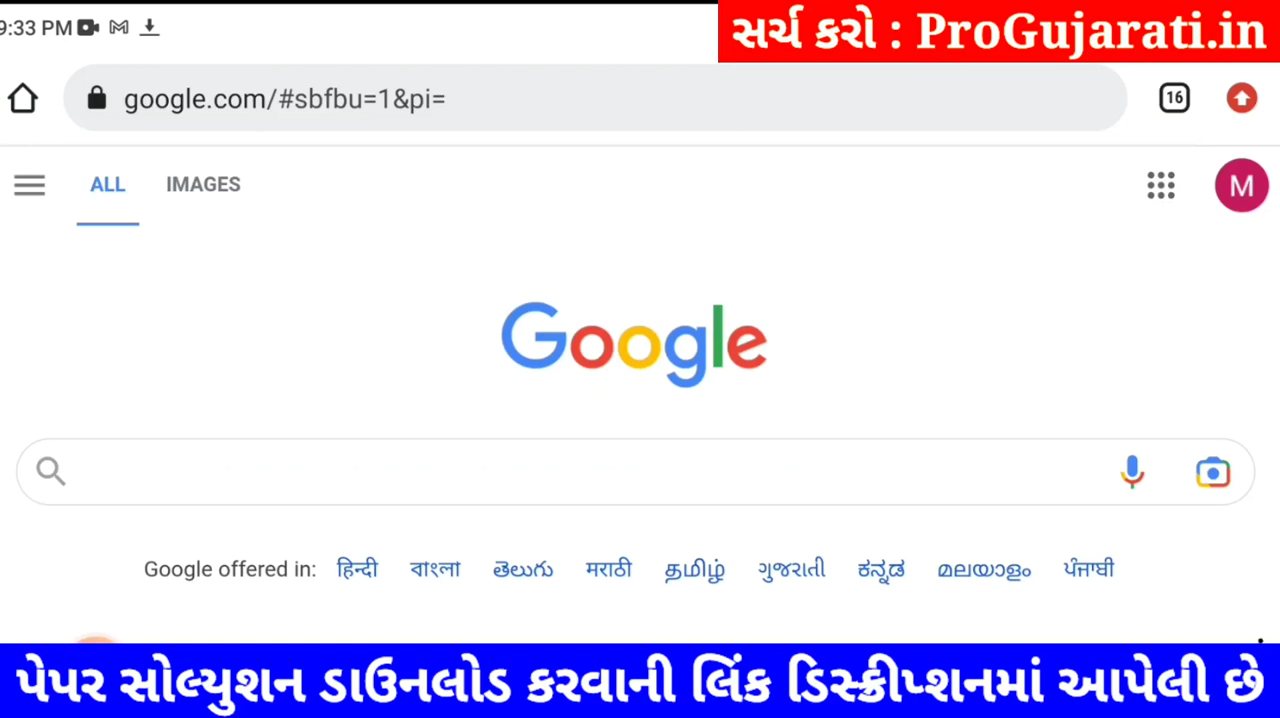 9:33 PM
સર્ચ કરો : ProGujarati.in
google.com/#sbfbu=1&pi=
16
ALL IMAGES
M
Google
Google offered in: हिन्दी বাংলা తెలుగు मराठी தமிழ் ગુજરાતી ಕನ್ನಡ മലയാളം ਪੰਜਾਬੀ
પેપર સોલ્યુશન ડાઉનલોડ કરવાની લિંક ડિસ્ક્રીપ્શનમાં આપેલી છે